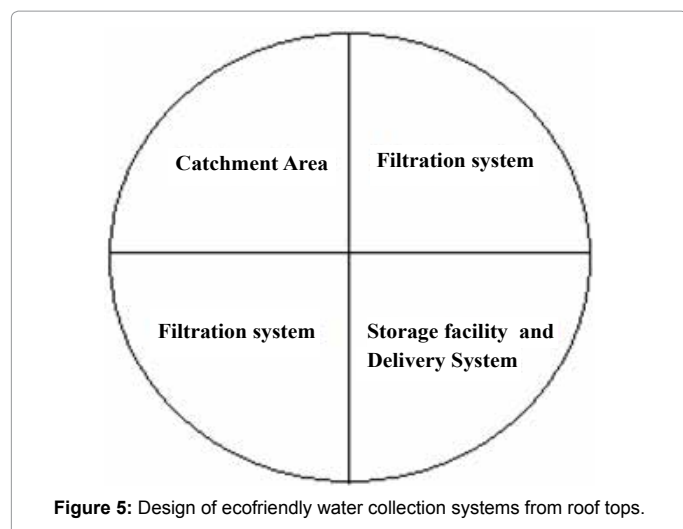 Catchment Area
Filtration system
Filtration system
Storage facility and
Delivery System
Figure 5: Design of ecofriendly water collection systems from roof tops.